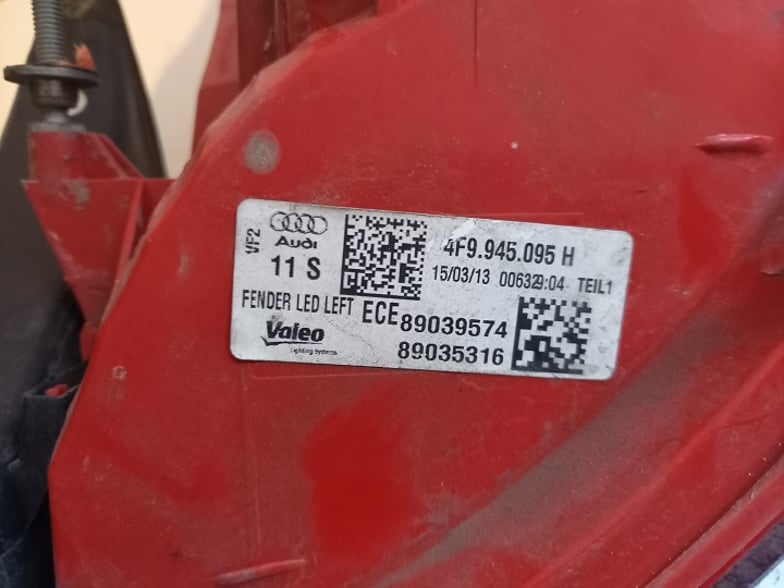 VF2
Audi
4F9.945.095 H
11 S
15/03/13 00632 9:04 TEIL1
FENDER LED LEFT ECE 89039574
Valeo
lighting systems
89035316